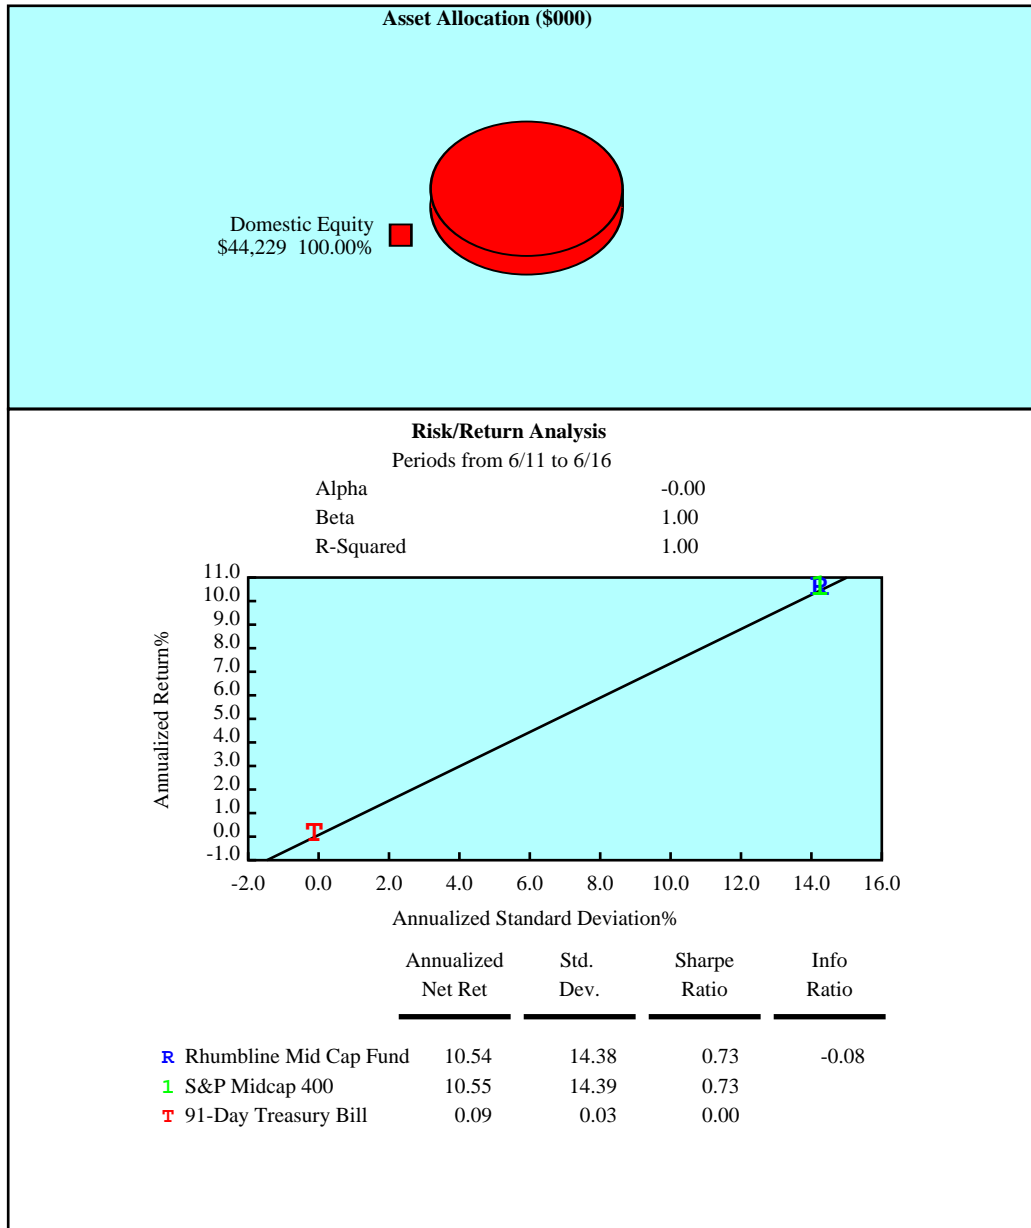 Asset Allocation ($000)
Domestic Equity
$44,229 100.00%
Risk/Return Analysis
Periods from 6/11 to 6/16
Alpha -0.00
Beta 1.00
R-Squared 1.00
11.0
10.0
9.0
8.0
7.0
6.0
5.0
4.0
3.0
2.0
1.0
0.0
-1.0
Annualized Return%
R
1
T
-2.0 0.0 2.0 4.0 6.0 8.0 10.0 12.0 14.0 16.0
Annualized Standard Deviation%
Annualized Std. Sharpe Info
Net Ret Dev. Ratio Ratio
R Rhumbline Mid Cap Fund 10.54 14.38 0.73 -0.08
1 S&P Midcap 400 10.55 14.39 0.73
T 91-Day Treasury Bill 0.09 0.03 0.00